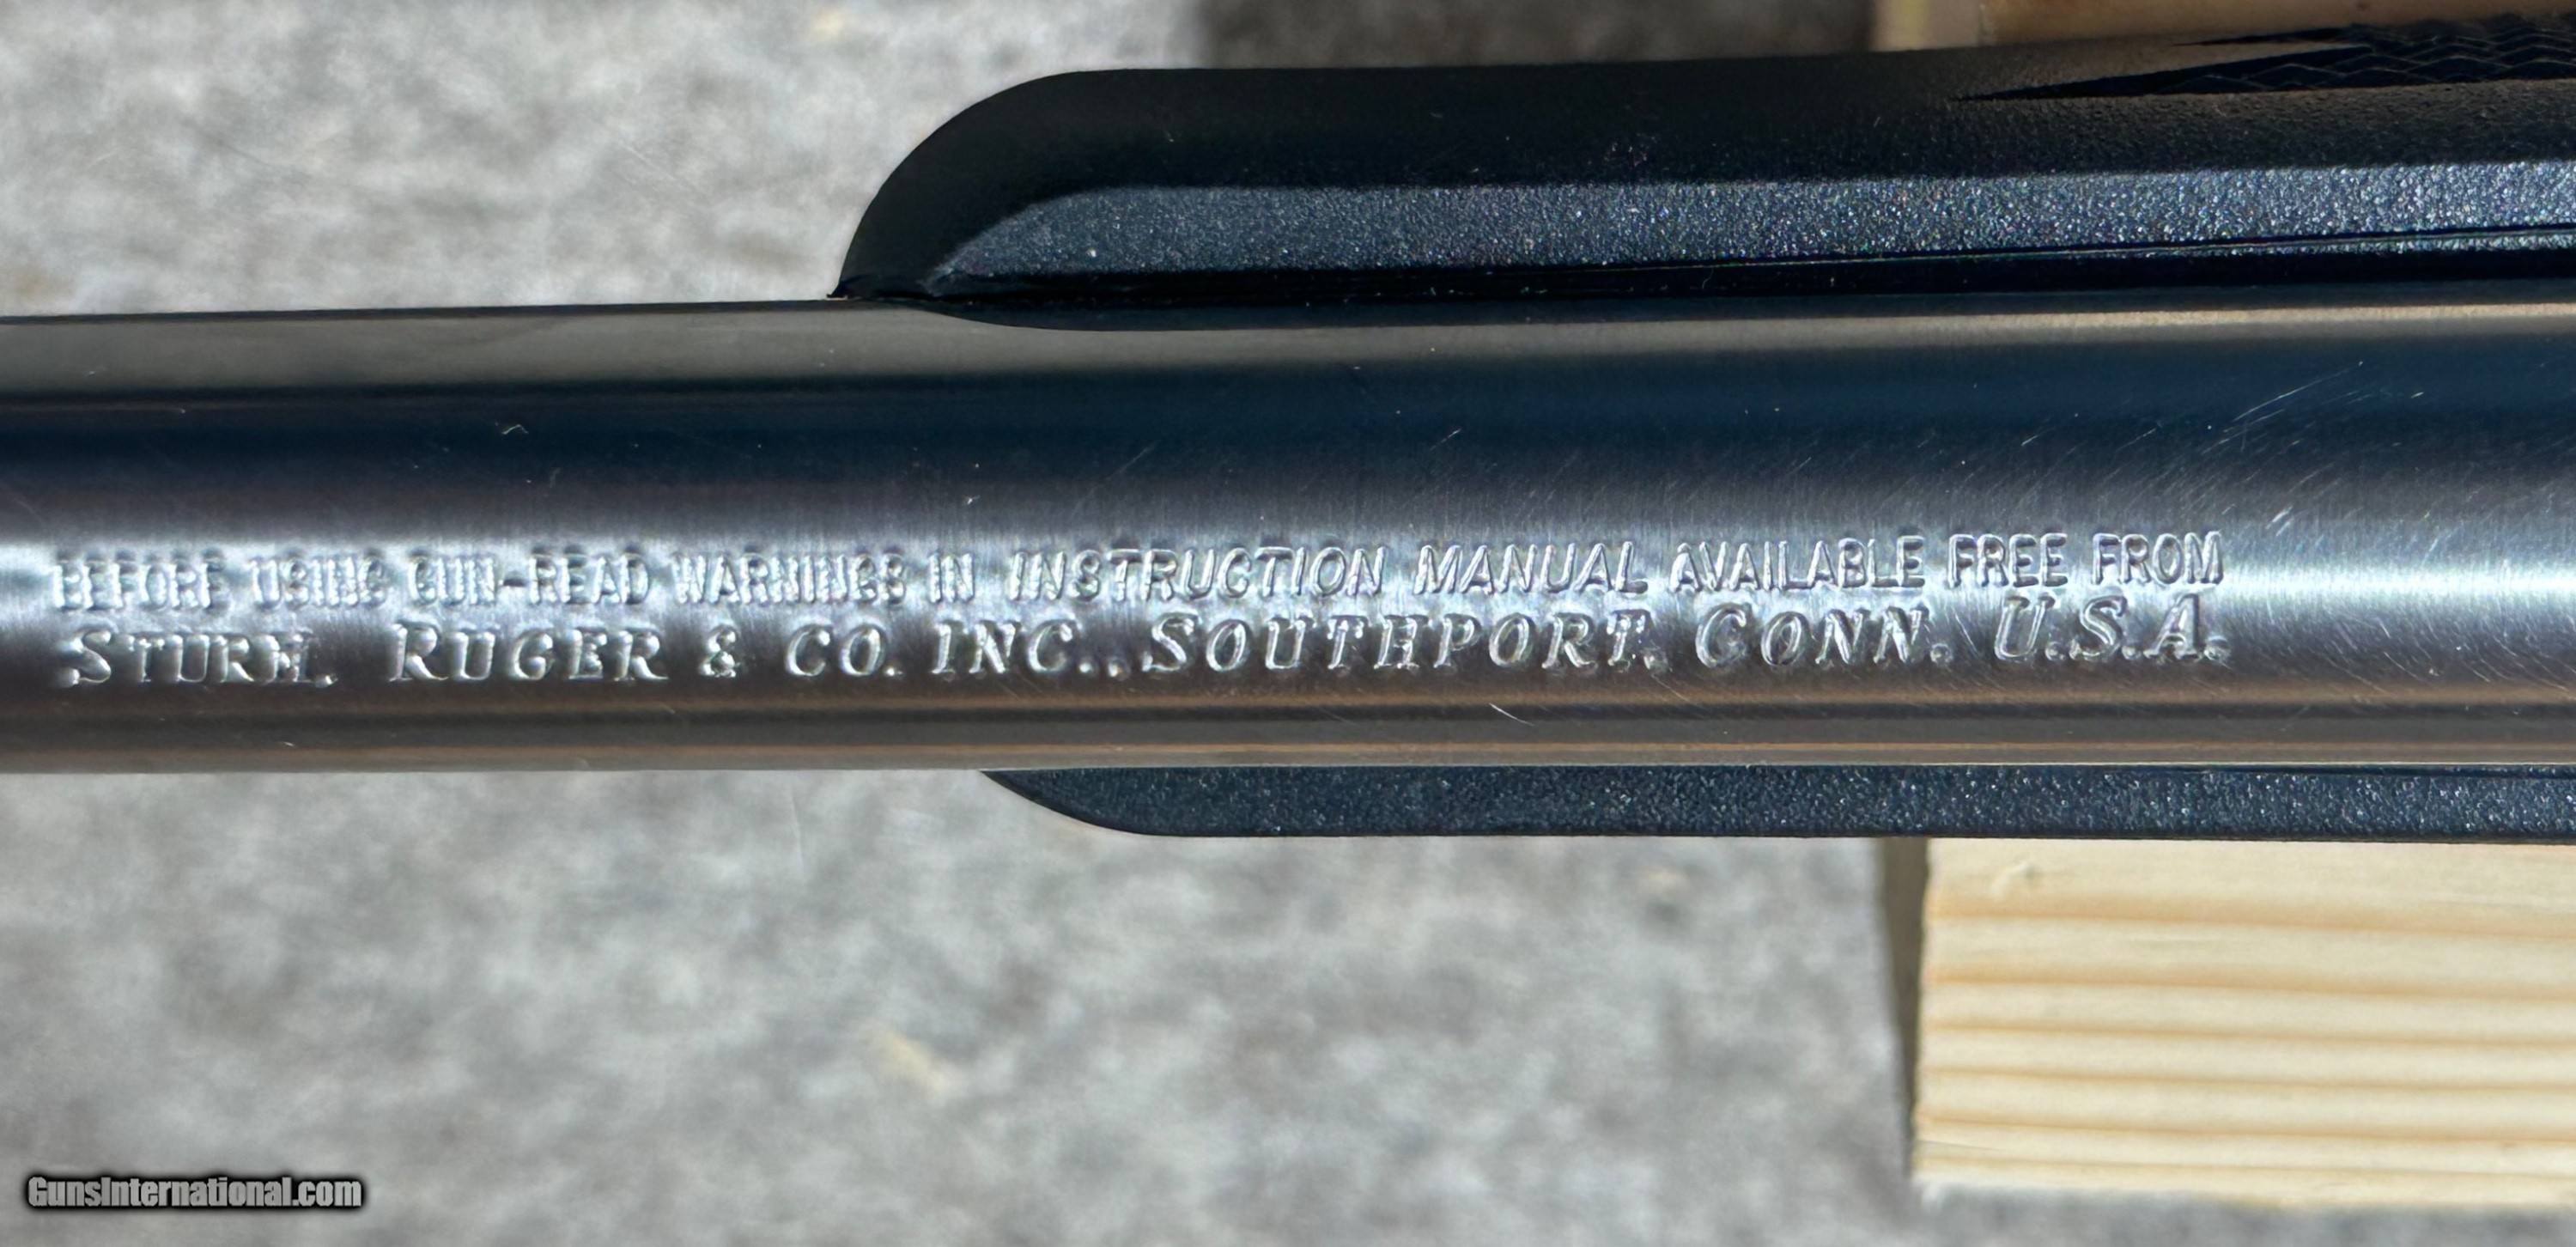 BEFORE USING GUN-READ WARNINGS IN INSTRUCTION MANUAL AVAILABLE FREE FROM
STURM, RUGER & CO. INC., SOUTHPORT, CONN. U.S.A.
GunsInternational.com